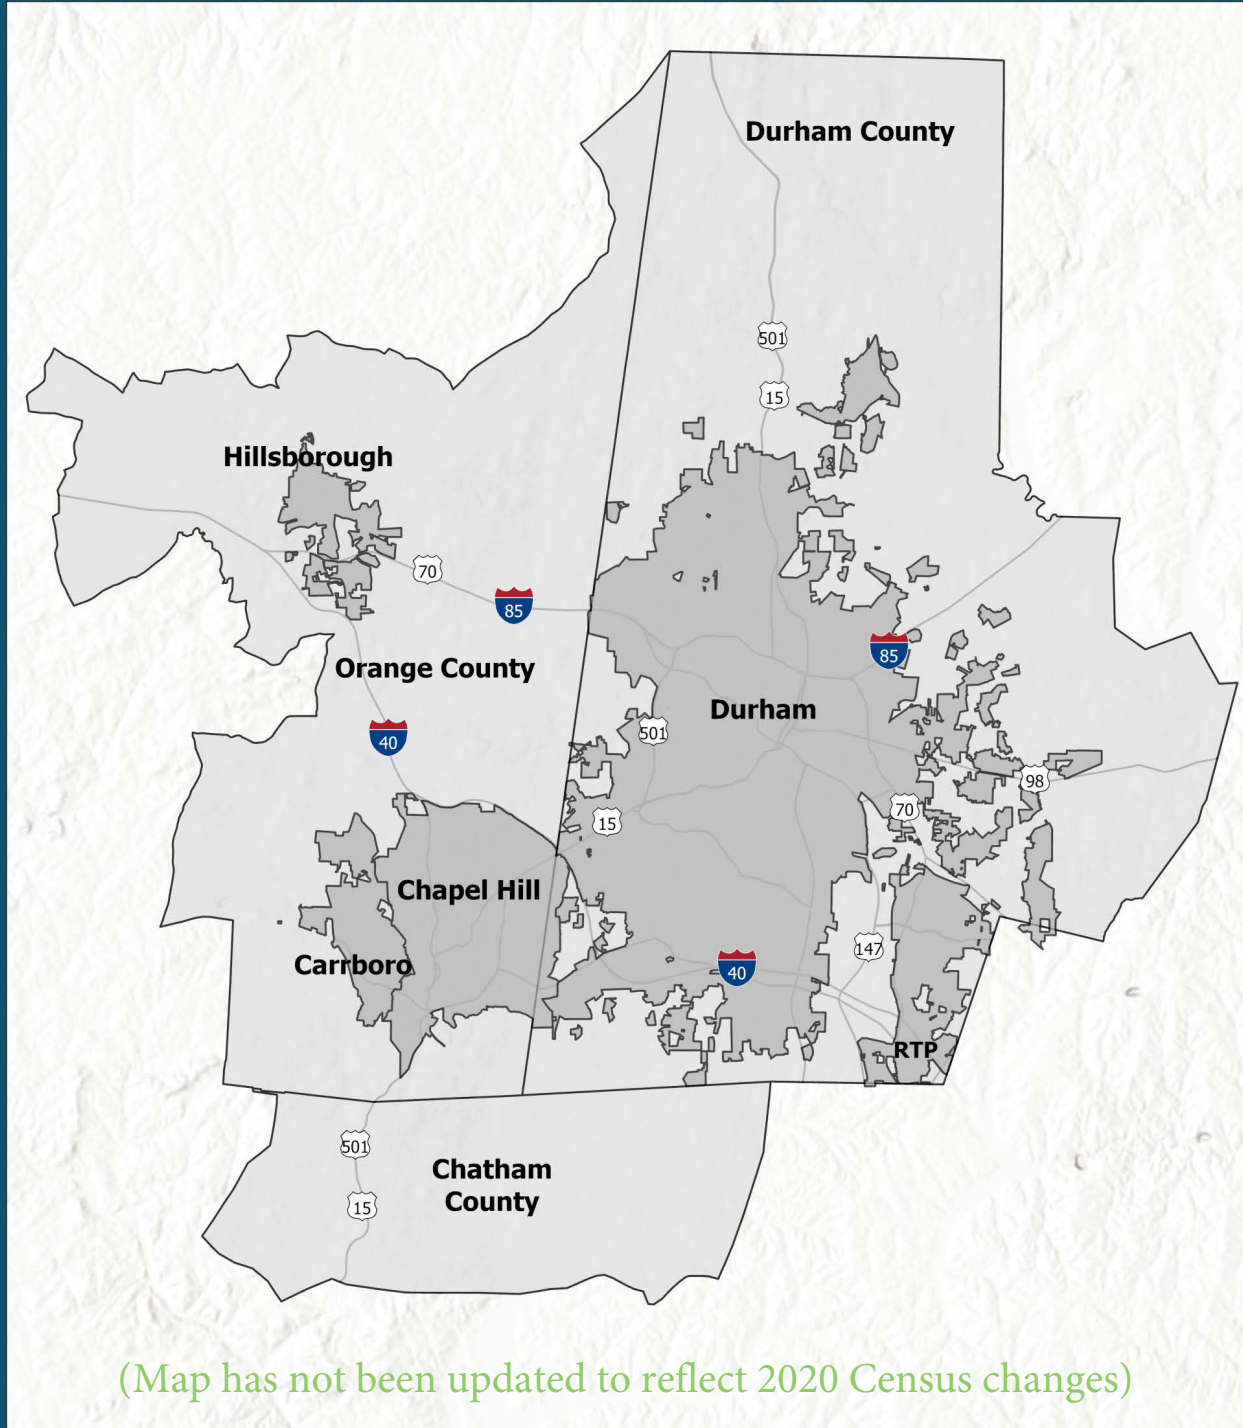 Durham County
501
15
Hillsborough
70
85
85
Orange County
Durham
501
40
98
70
15
Chapel Hill
147
Carrboro
40
RTP
501
Chatham
County
15
(Map has not been updated to reflect 2020 Census changes)